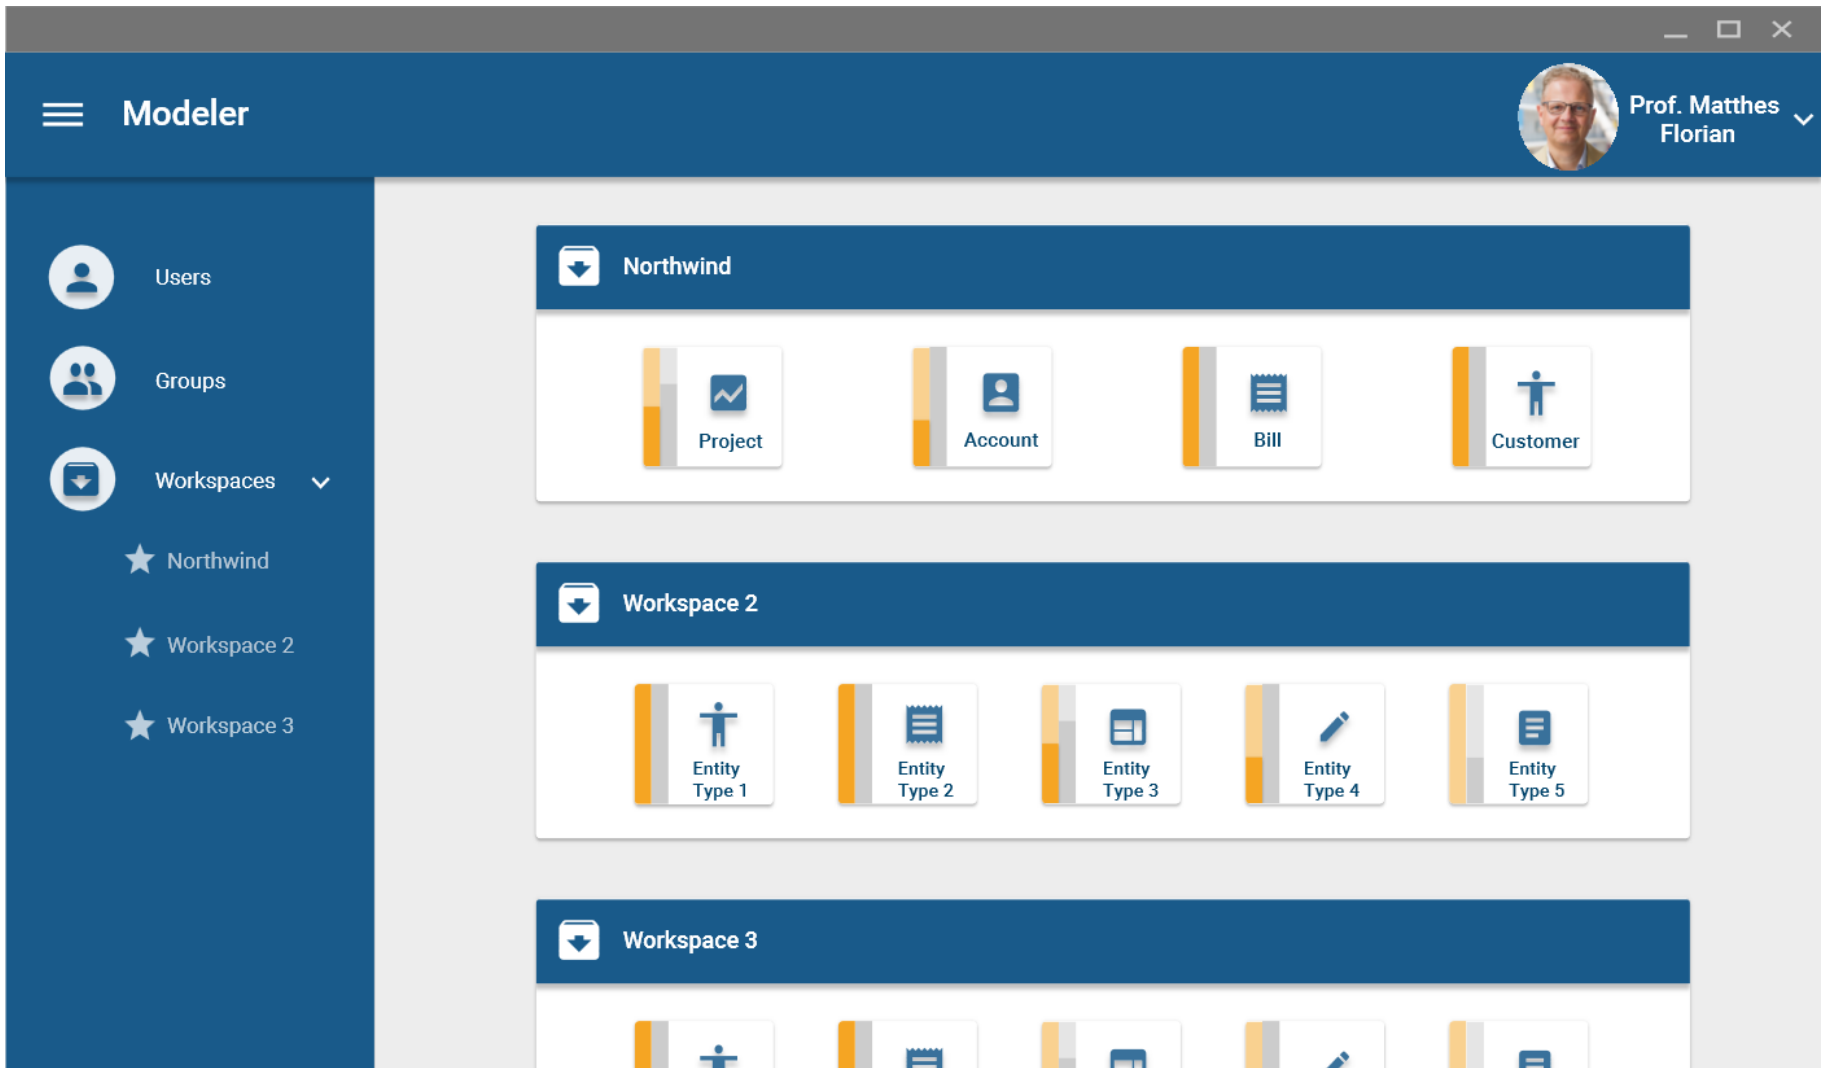 Modeler
Prof. Matthes
Florian
Users
Groups
Workspaces
Northwind
Workspace 2
Workspace 3
Northwind
Project
Account
Bill
Customer
Workspace 2
Entity
Type 1
Entity
Type 2
Entity
Type 3
Entity
Type 4
Entity
Type 5
Workspace 3